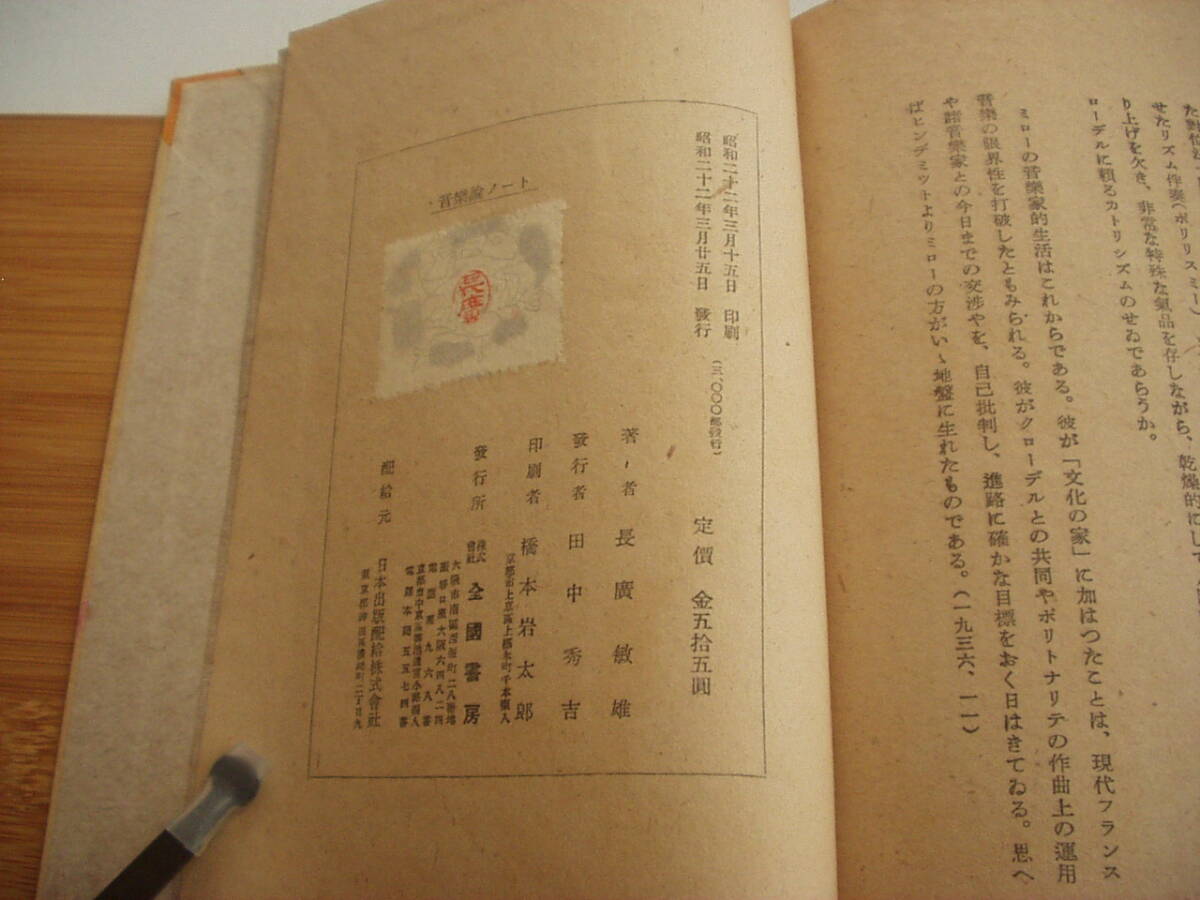 せたリズム伴奏(ポリリスミー)
り上げを欠き、非常な特殊な氣品を存しながら、乾燥的にして
ローデルに頼るカトリシズムのせゐであらうか。
ミローの音樂家的生活はこれからである。彼が「文化の家」に加はつたことは、現代フランス
音樂の限界性を打破したともみられる。彼がクローデルとの共同やポリトナリテの作曲上の運用
や諸音樂家との今日までの交渉やを、自己批判し、進路に確かな目標をおく日はきてゐる。思へ
ばヒンデミットよりミローの方がいゝ地盤に生れたものである。(一九三六、一一)
昭和二十二年三月十五日 印刷
昭和二十二年三月廿五日 發行
(三、〇〇〇部發行)
定價 金五拾五圓
音樂論ノート
著者 長廣敏雄
發行者 田中秀吉
印刷者 橋本岩太郎
發行所 株式會社 全國書房
配給元 日本出版配給株式會社